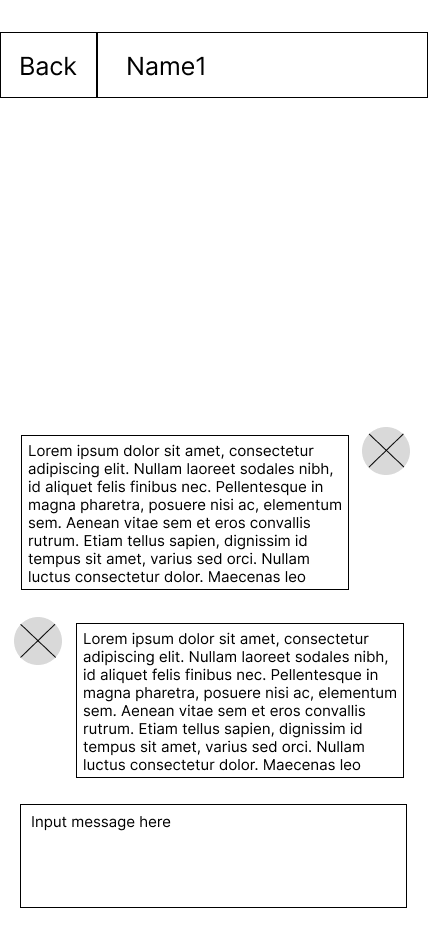 Back
Name1
Lorem ipsum dolor sit amet, consectetur
adipiscing elit. Nullam laoreet sodales nibh,
id aliquet felis finibus nec. Pellentesque in
magna pharetra, posuere nisi ac, elementum
sem. Aenean vitae sem et eros convallis
rutrum. Etiam tellus sapien, dignissim id
tempus sit amet, varius sed orci. Nullam
luctus consectetur dolor. Maecenas leo
Lorem ipsum dolor sit amet, consectetur
adipiscing elit. Nullam laoreet sodales nibh,
id aliquet felis finibus nec. Pellentesque in
magna pharetra, posuere nisi ac, elementum
sem. Aenean vitae sem et eros convallis
rutrum. Etiam tellus sapien, dignissim id
tempus sit amet, varius sed orci. Nullam
luctus consectetur dolor. Maecenas leo
Input message here